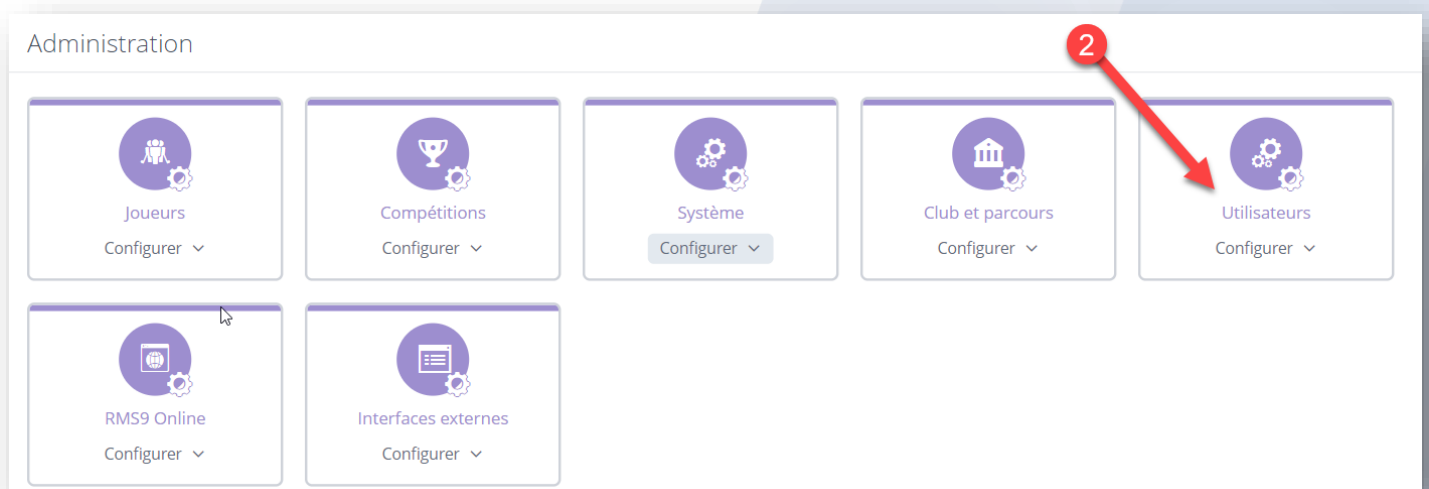 Administration
2
Joueurs
Compétitions
Système
Club et parcours
Utilisateurs
Configurer
Configurer
Configurer
Configurer
Configurer
RMS9 Online
Interfaces externes
Configurer
Configurer